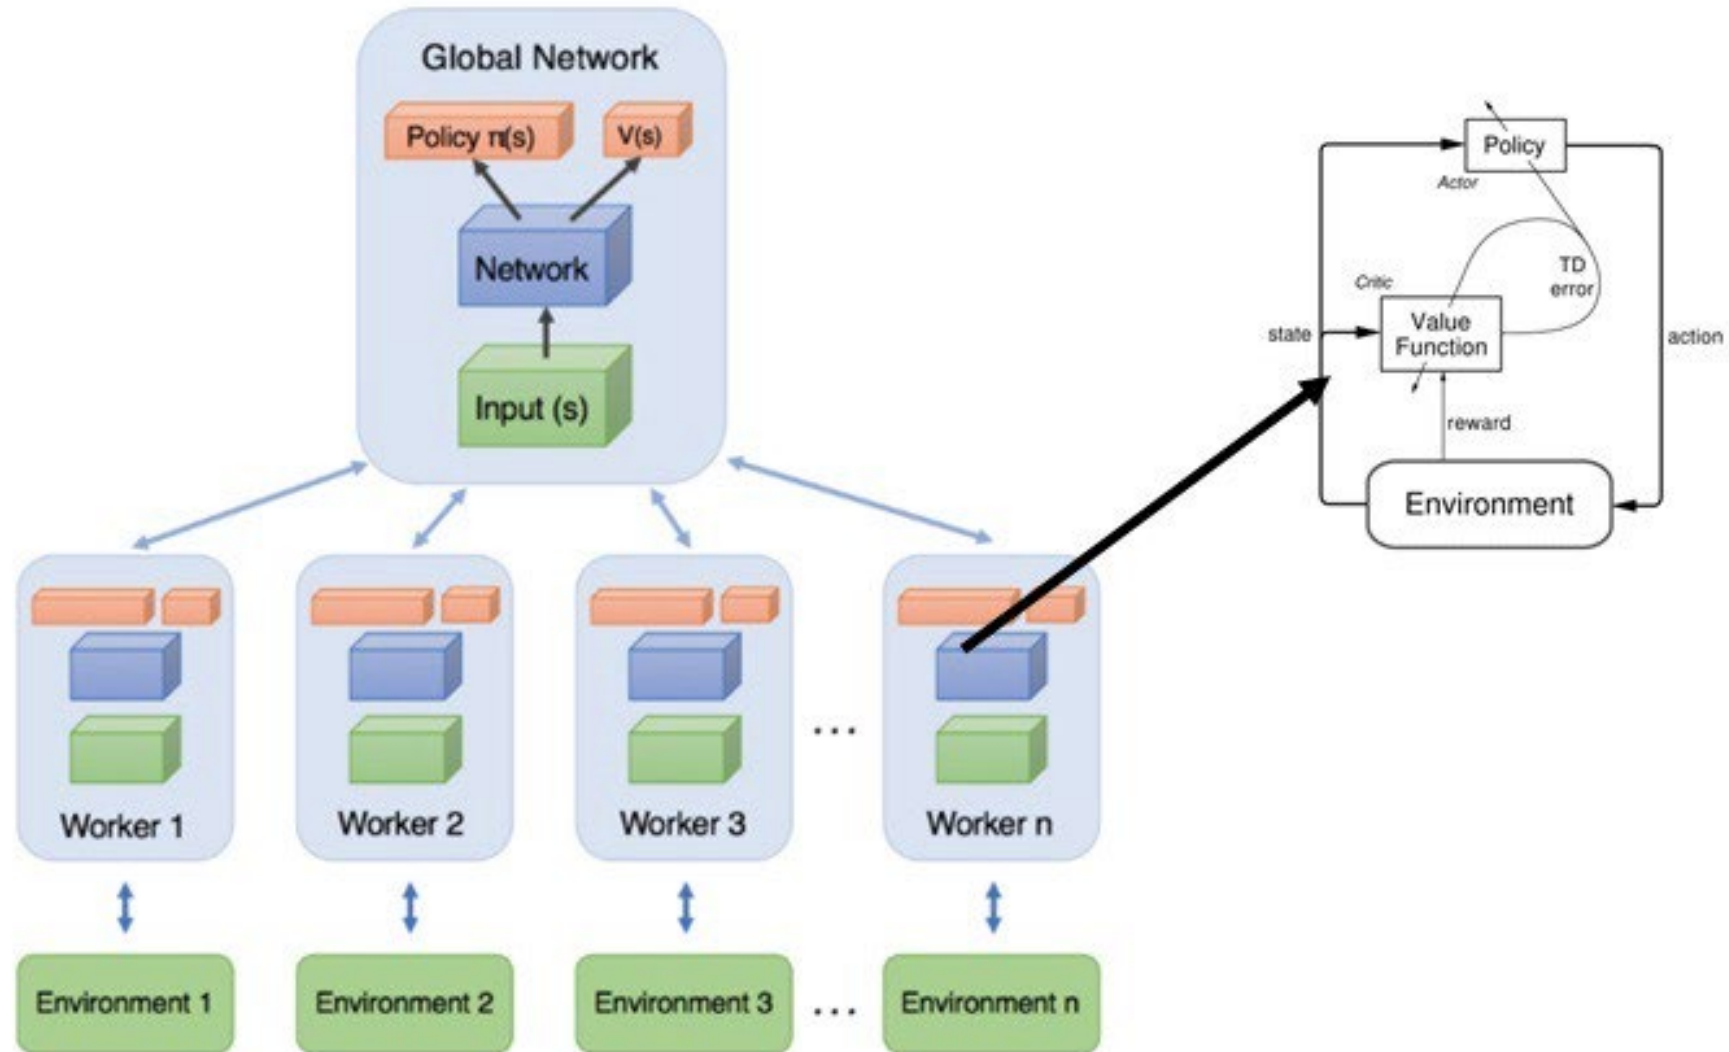 Global Network
Policy π(s)
V(s)
Network
Input (s)
Worker 1
Worker 2
Worker 3
...
Worker n
Environment 1
Environment 2
Environment 3
...
Environment n
Policy
Actor
TD
error
Critic
Value
Function
state
action
reward
Environment